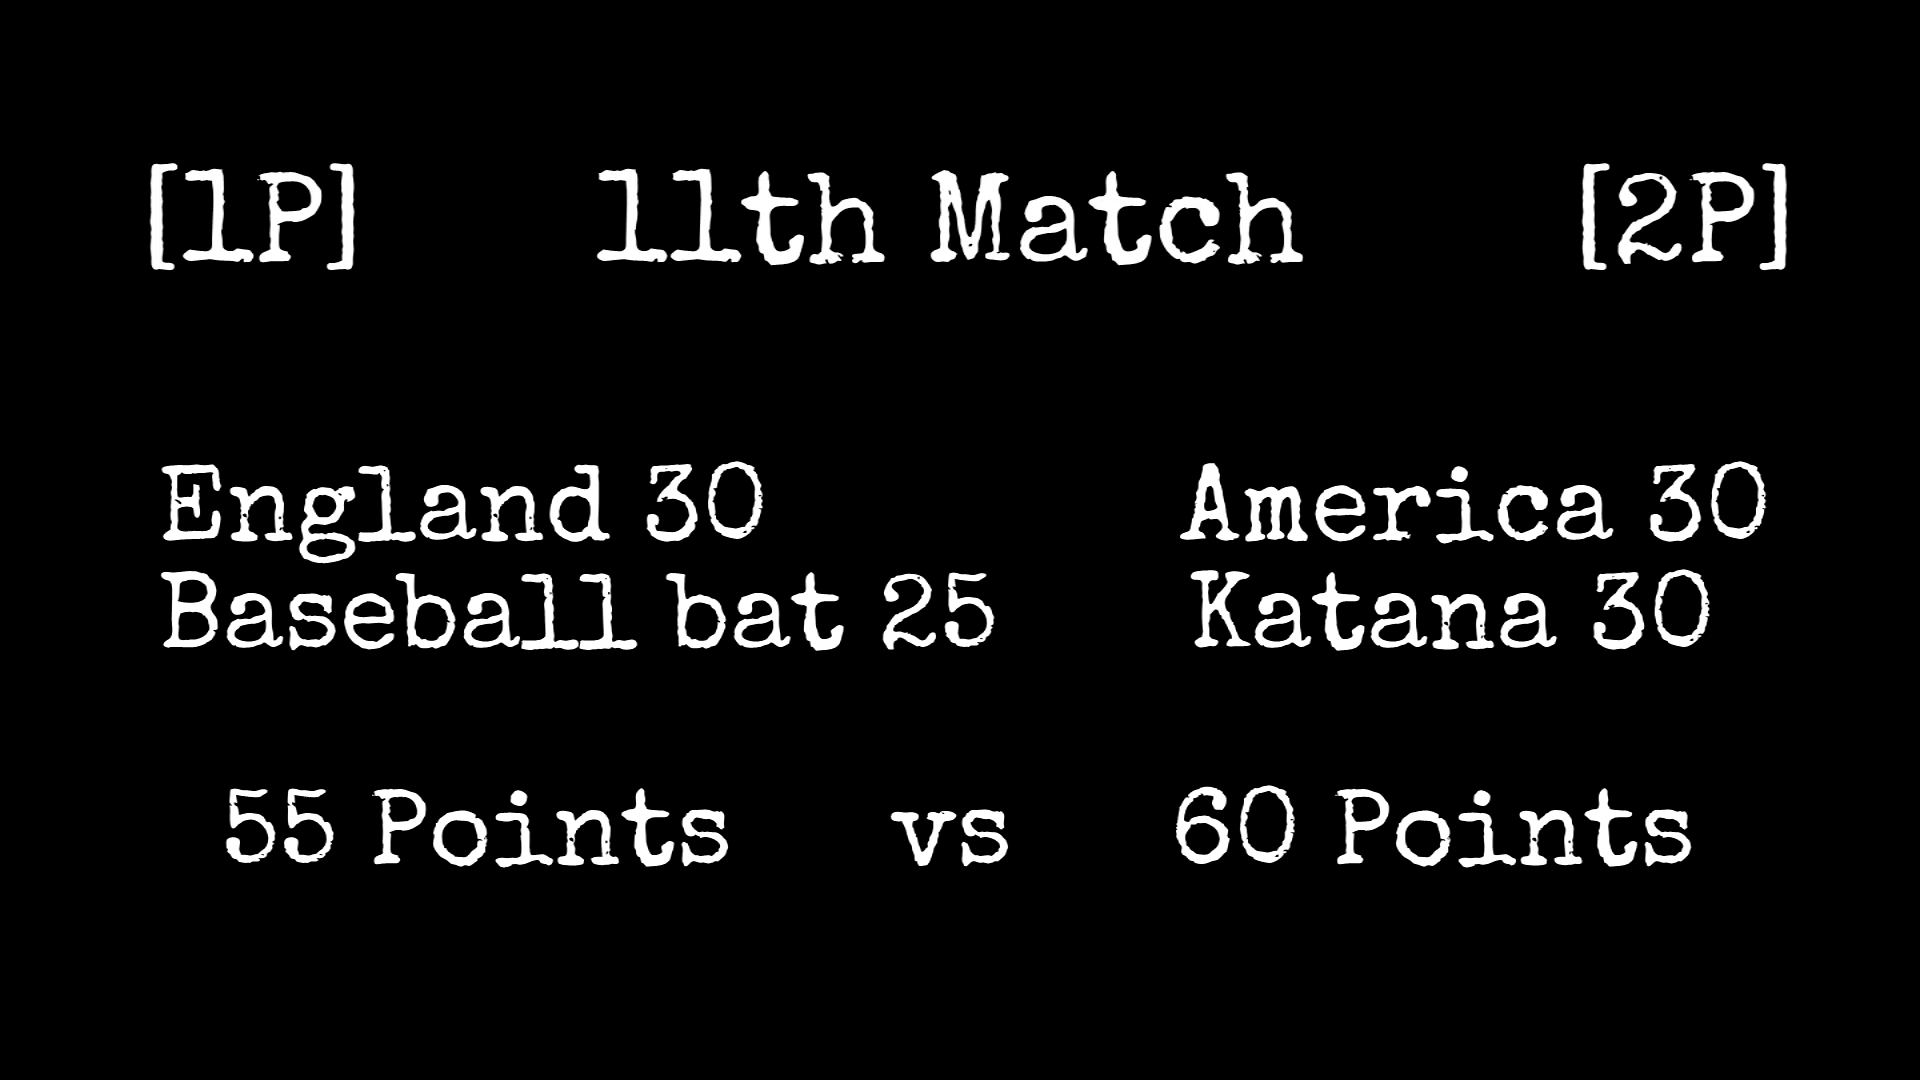 [1P] 11th Match [2P]
England 30 America 30
Baseball bat 25 Katana 30
55 Points vs 60 Points